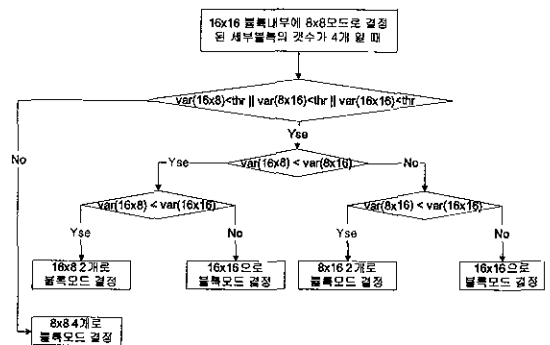 16x16 블록내부에 8x8모드로 결정
된 세부블록의 갯수가 4개 일 때
var(16x8)<thr || var(8x16)<thr || var(16x16)<thr
Yse
No
var(16x8) < var(8x16)
Yse
No
var(16x8) < var(16x16)
var(8x16) < var(16x16)
Yse
No
Yse
No
16x8 2개로
블록모드 결정
16x16으로
블록모드 결정
8x16 2개로
블록모드 결정
16x16으로
블록모드 결정
8x8 4개로
블록모드 결정